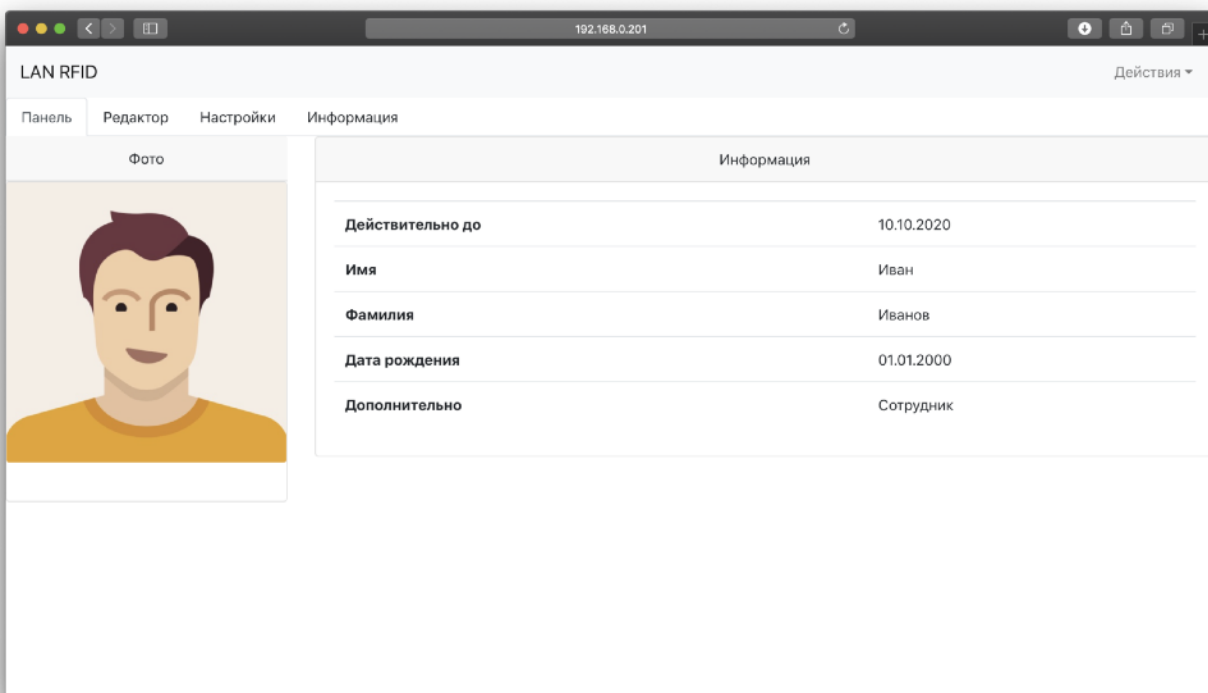 192.168.0.201
LAN RFID
Действия
Панель Редактор Настройки Информация
Фото
Информация
Действительно до 10.10.2020
Имя Иван
Фамилия Иванов
Дата рождения 01.01.2000
Дополнительно Сотрудник